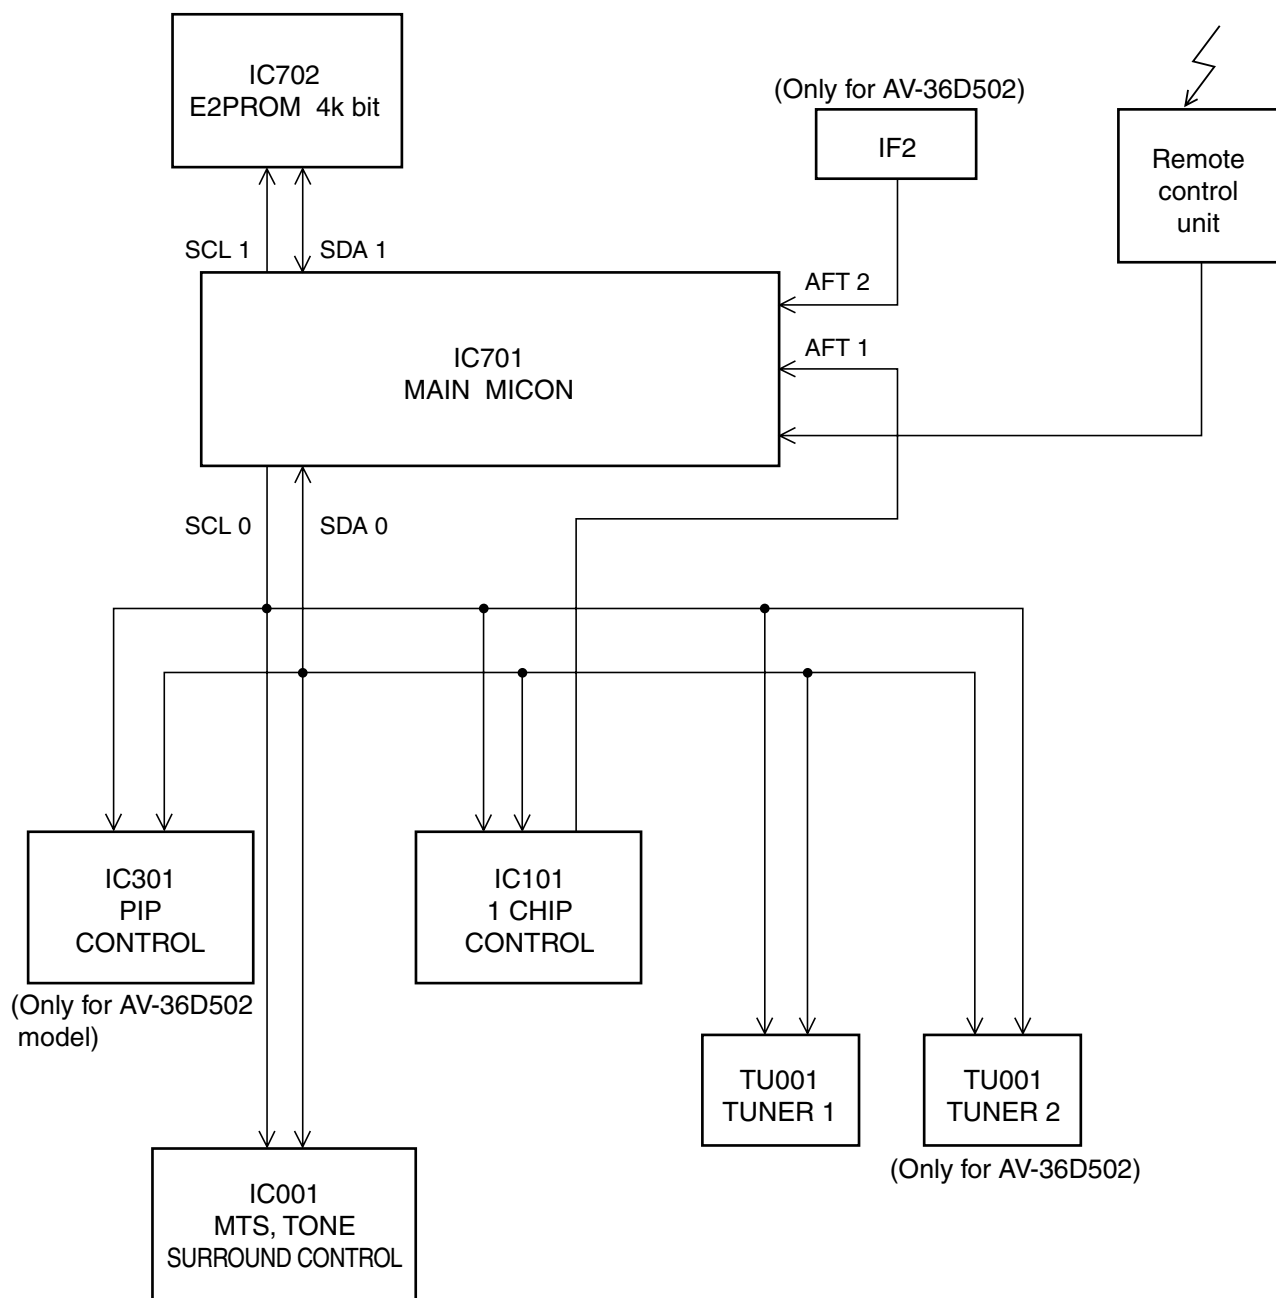 IC702
E2PROM 4k bit
(Only for AV-36D502)
IF2
Remote
control
unit
SCL 1
SDA 1
AFT 2
AFT 1
IC701
MAIN MICON
SCL 0
SDA 0
IC301
PIP
CONTROL
(Only for AV-36D502
model)
IC101
1 CHIP
CONTROL
TU001
TUNER 1
TU001
TUNER 2
(Only for AV-36D502)
IC001
MTS, TONE
SURROUND CONTROL